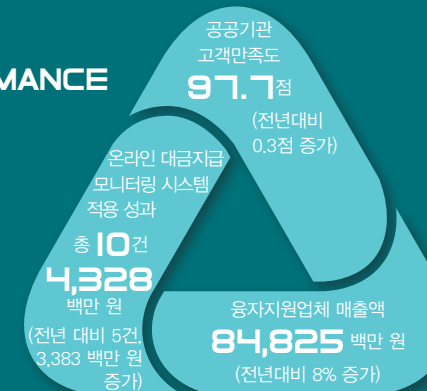 MANCE
공공기관
고객만족도
97.7점
(전년대비
0.3점 증가)
온라인 대금지급
모니터링 시스템
적용 성과
총 10건
4,328
백만 원
(전년 대비 5건,
3,383 백만 원
증가)
융자지원업체 매출액
84,825 백만 원
(전년대비 8% 증가)